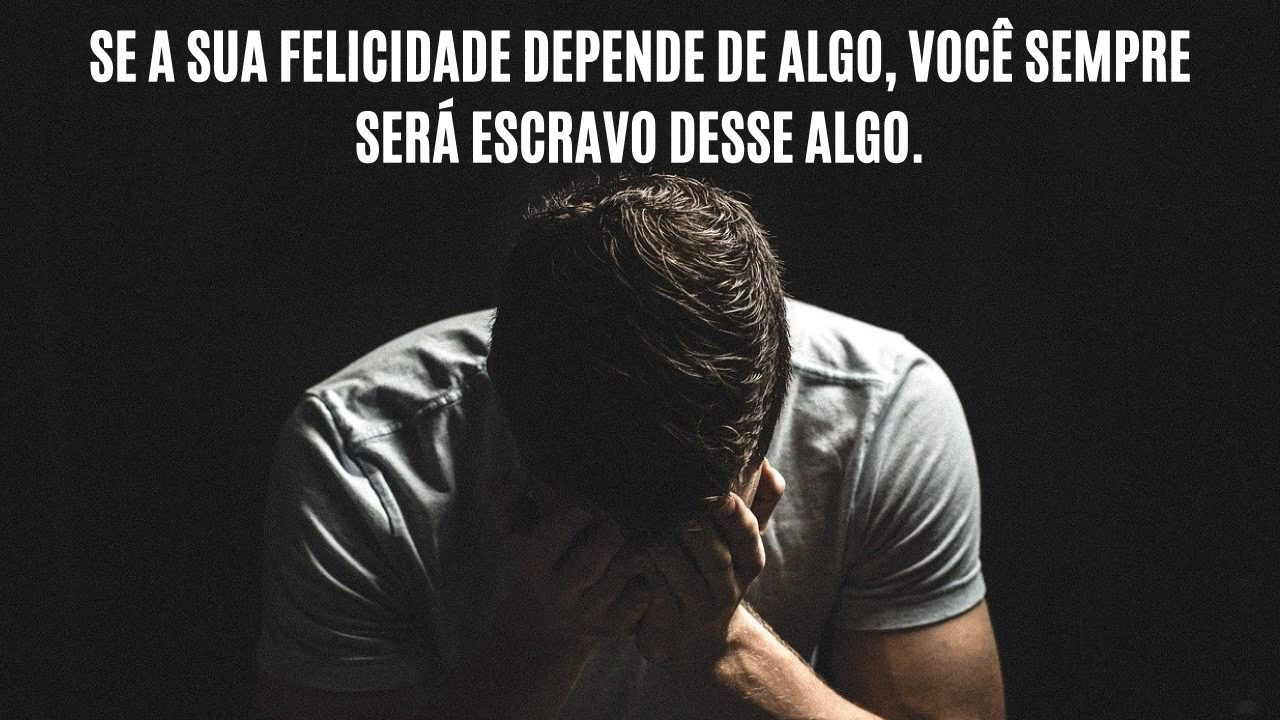 SE A SUA FELICIDADE DEPENDE DE ALGO, VOCÊ SEMPRE
SERÁ ESCRAVO DESSE ALGO.